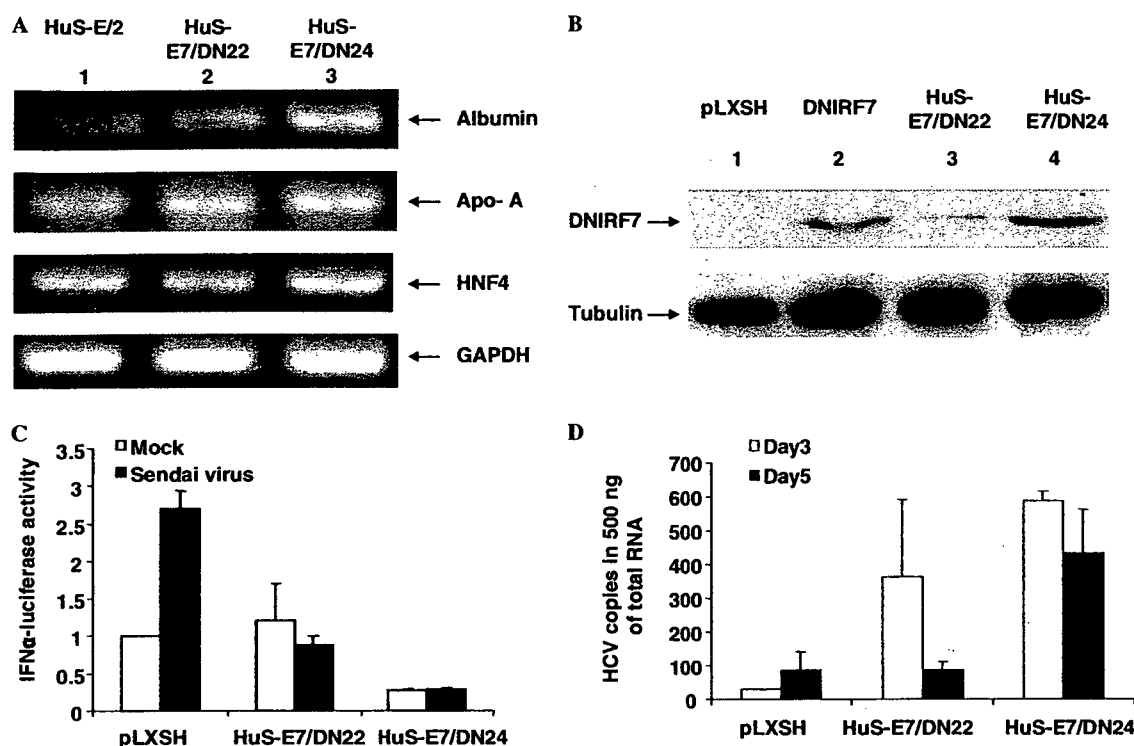 A
HuS-E/2
HuS-
E7/DN22
HuS-
E7/DN24
1
2
3
Albumin
Apo- A
HNF4
GAPDH
B
pLXSH
DNIRF7
HuS-
E7/DN22
HuS-
E7/DN24
1
2
3
4
DNIRF7
Tubulin
C
Mock
Sendai virus
IFNα-luciferase activity
3.5
3
2.5
2
1.5
1
0.5
0
pLXSH
HuS-E7/DN22
HuS-E7/DN24
D
Day3
Day5
HCV copies in 500 ng
of total RNA
700
600
500
400
300
200
100
0
pLXSH
HuS-E7/DN22
HuS-E7/DN24